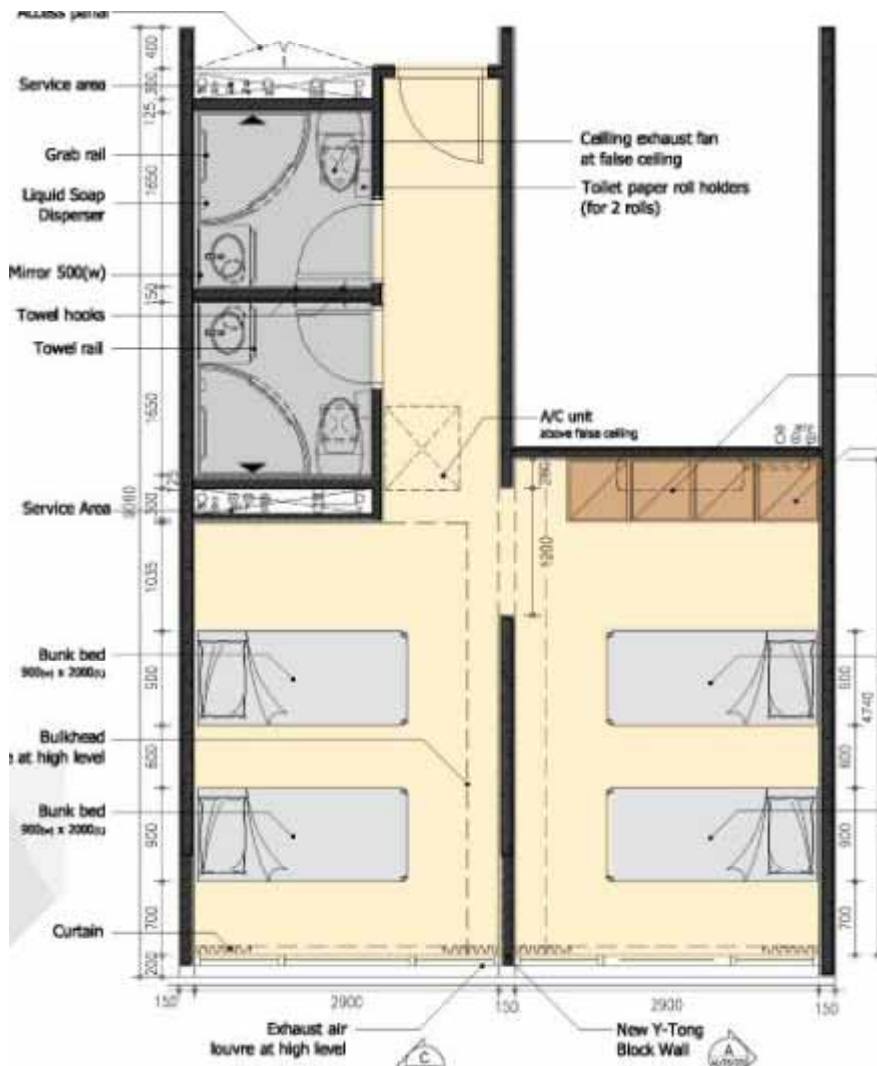 Access panal
Service area
Grab rail
Liquid Soap
Disperser
Mirror 500(w)
Towel hooks
Towel rail
Service Area
Bunk bed
900(w) x 2000(L)
Bulkhead
e at high level
Bunk bed
900(w) x 2000(L)
Curtain
Ceilling exhaust fan
at false ceiling
Toilet paper roll holders
(for 2 rolls)
A/C unit
above false ceiling
400
300
125
1650
150
1650
125
300
1035
900
600
900
700
200
280
1200
900
600
900
700
4740
150
2900
150
2900
150
Exhaust air
louvre at high level
New Y-Tong
Block Wall
C
A